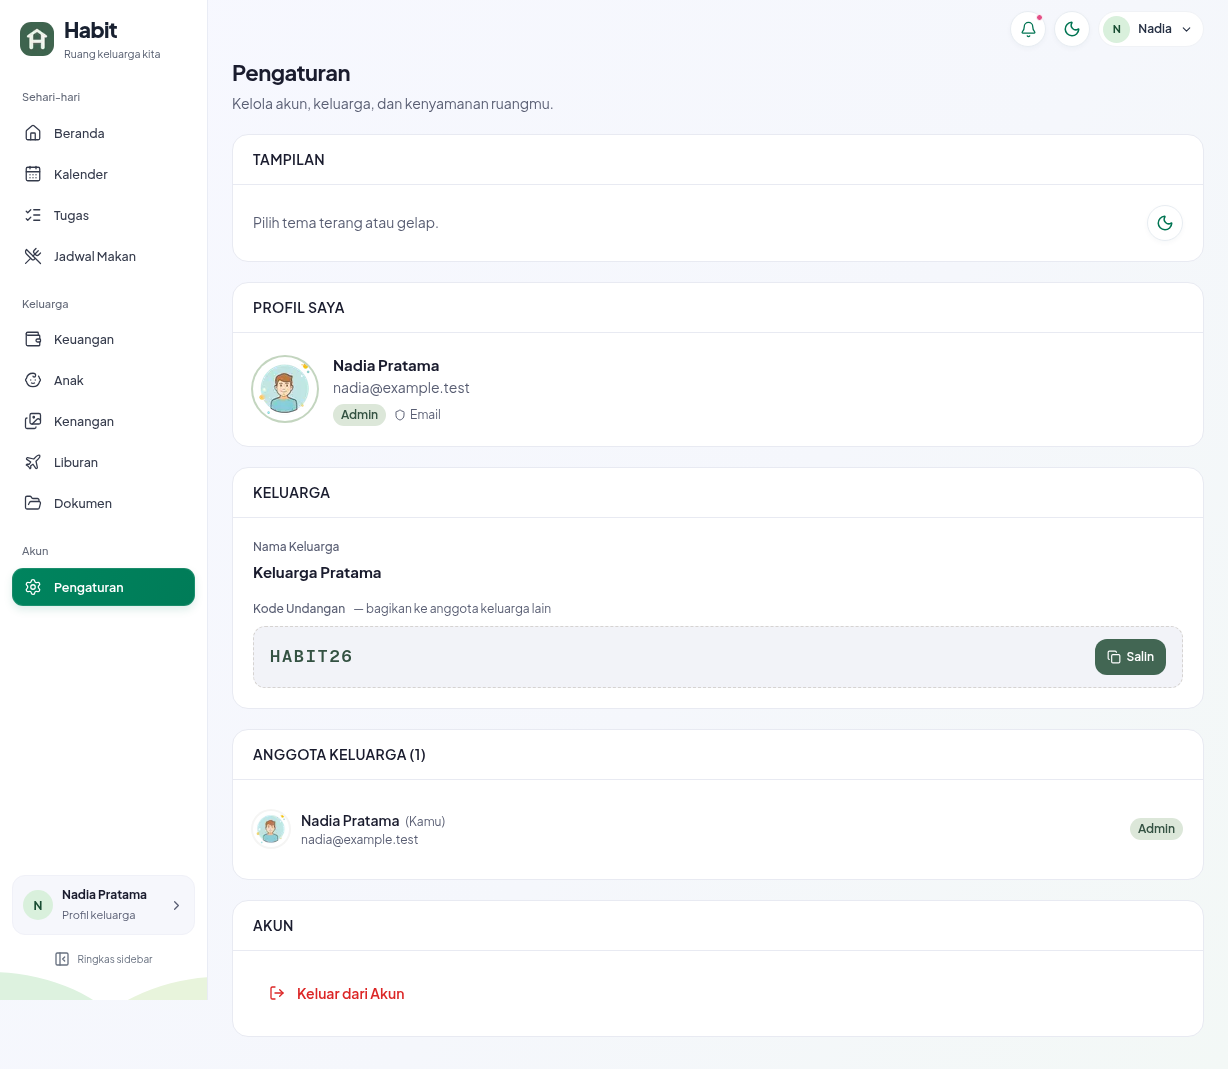 Habit
Ruang keluarga kita
Sehari-hari
Beranda
Kalender
Tugas
Jadwal Makan
Keluarga
Keuangan
Anak
Kenangan
Liburan
Dokumen
Akun
Pengaturan
N
Nadia Pratama
Profil keluarga
Ringkas sidebar
N Nadia
Pengaturan
Kelola akun, keluarga, dan kenyamanan ruangmu.
TAMPILAN
Pilih tema terang atau gelap.
PROFIL SAYA
Nadia Pratama
nadia@example.test
Admin Email
KELUARGA
Nama Keluarga
Keluarga Pratama
Kode Undangan — bagikan ke anggota keluarga lain
HABIT26 Salin
ANGGOTA KELUARGA (1)
Nadia Pratama (Kamu)
nadia@example.test
Admin
AKUN
Keluar dari Akun